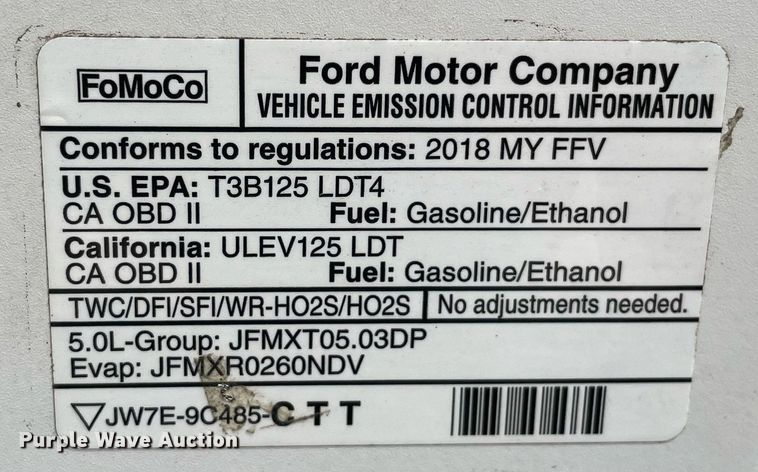 FoMoCo
Ford Motor Company
VEHICLE EMISSION CONTROL INFORMATION
Conforms to regulations: 2018 MY FFV
U.S. EPA: T3B125 LDT4
CA OBD II Fuel: Gasoline/Ethanol
California: ULEV125 LDT
CA OBD II Fuel: Gasoline/Ethanol
TWC/DFI/SFI/WR-HO2S/HO2S No adjustments needed.
5.0L-Group: JFMXT05.03DP
Evap: JFMXR0260NDV
JW7E-9C485-C T T
Purple Wave Auction